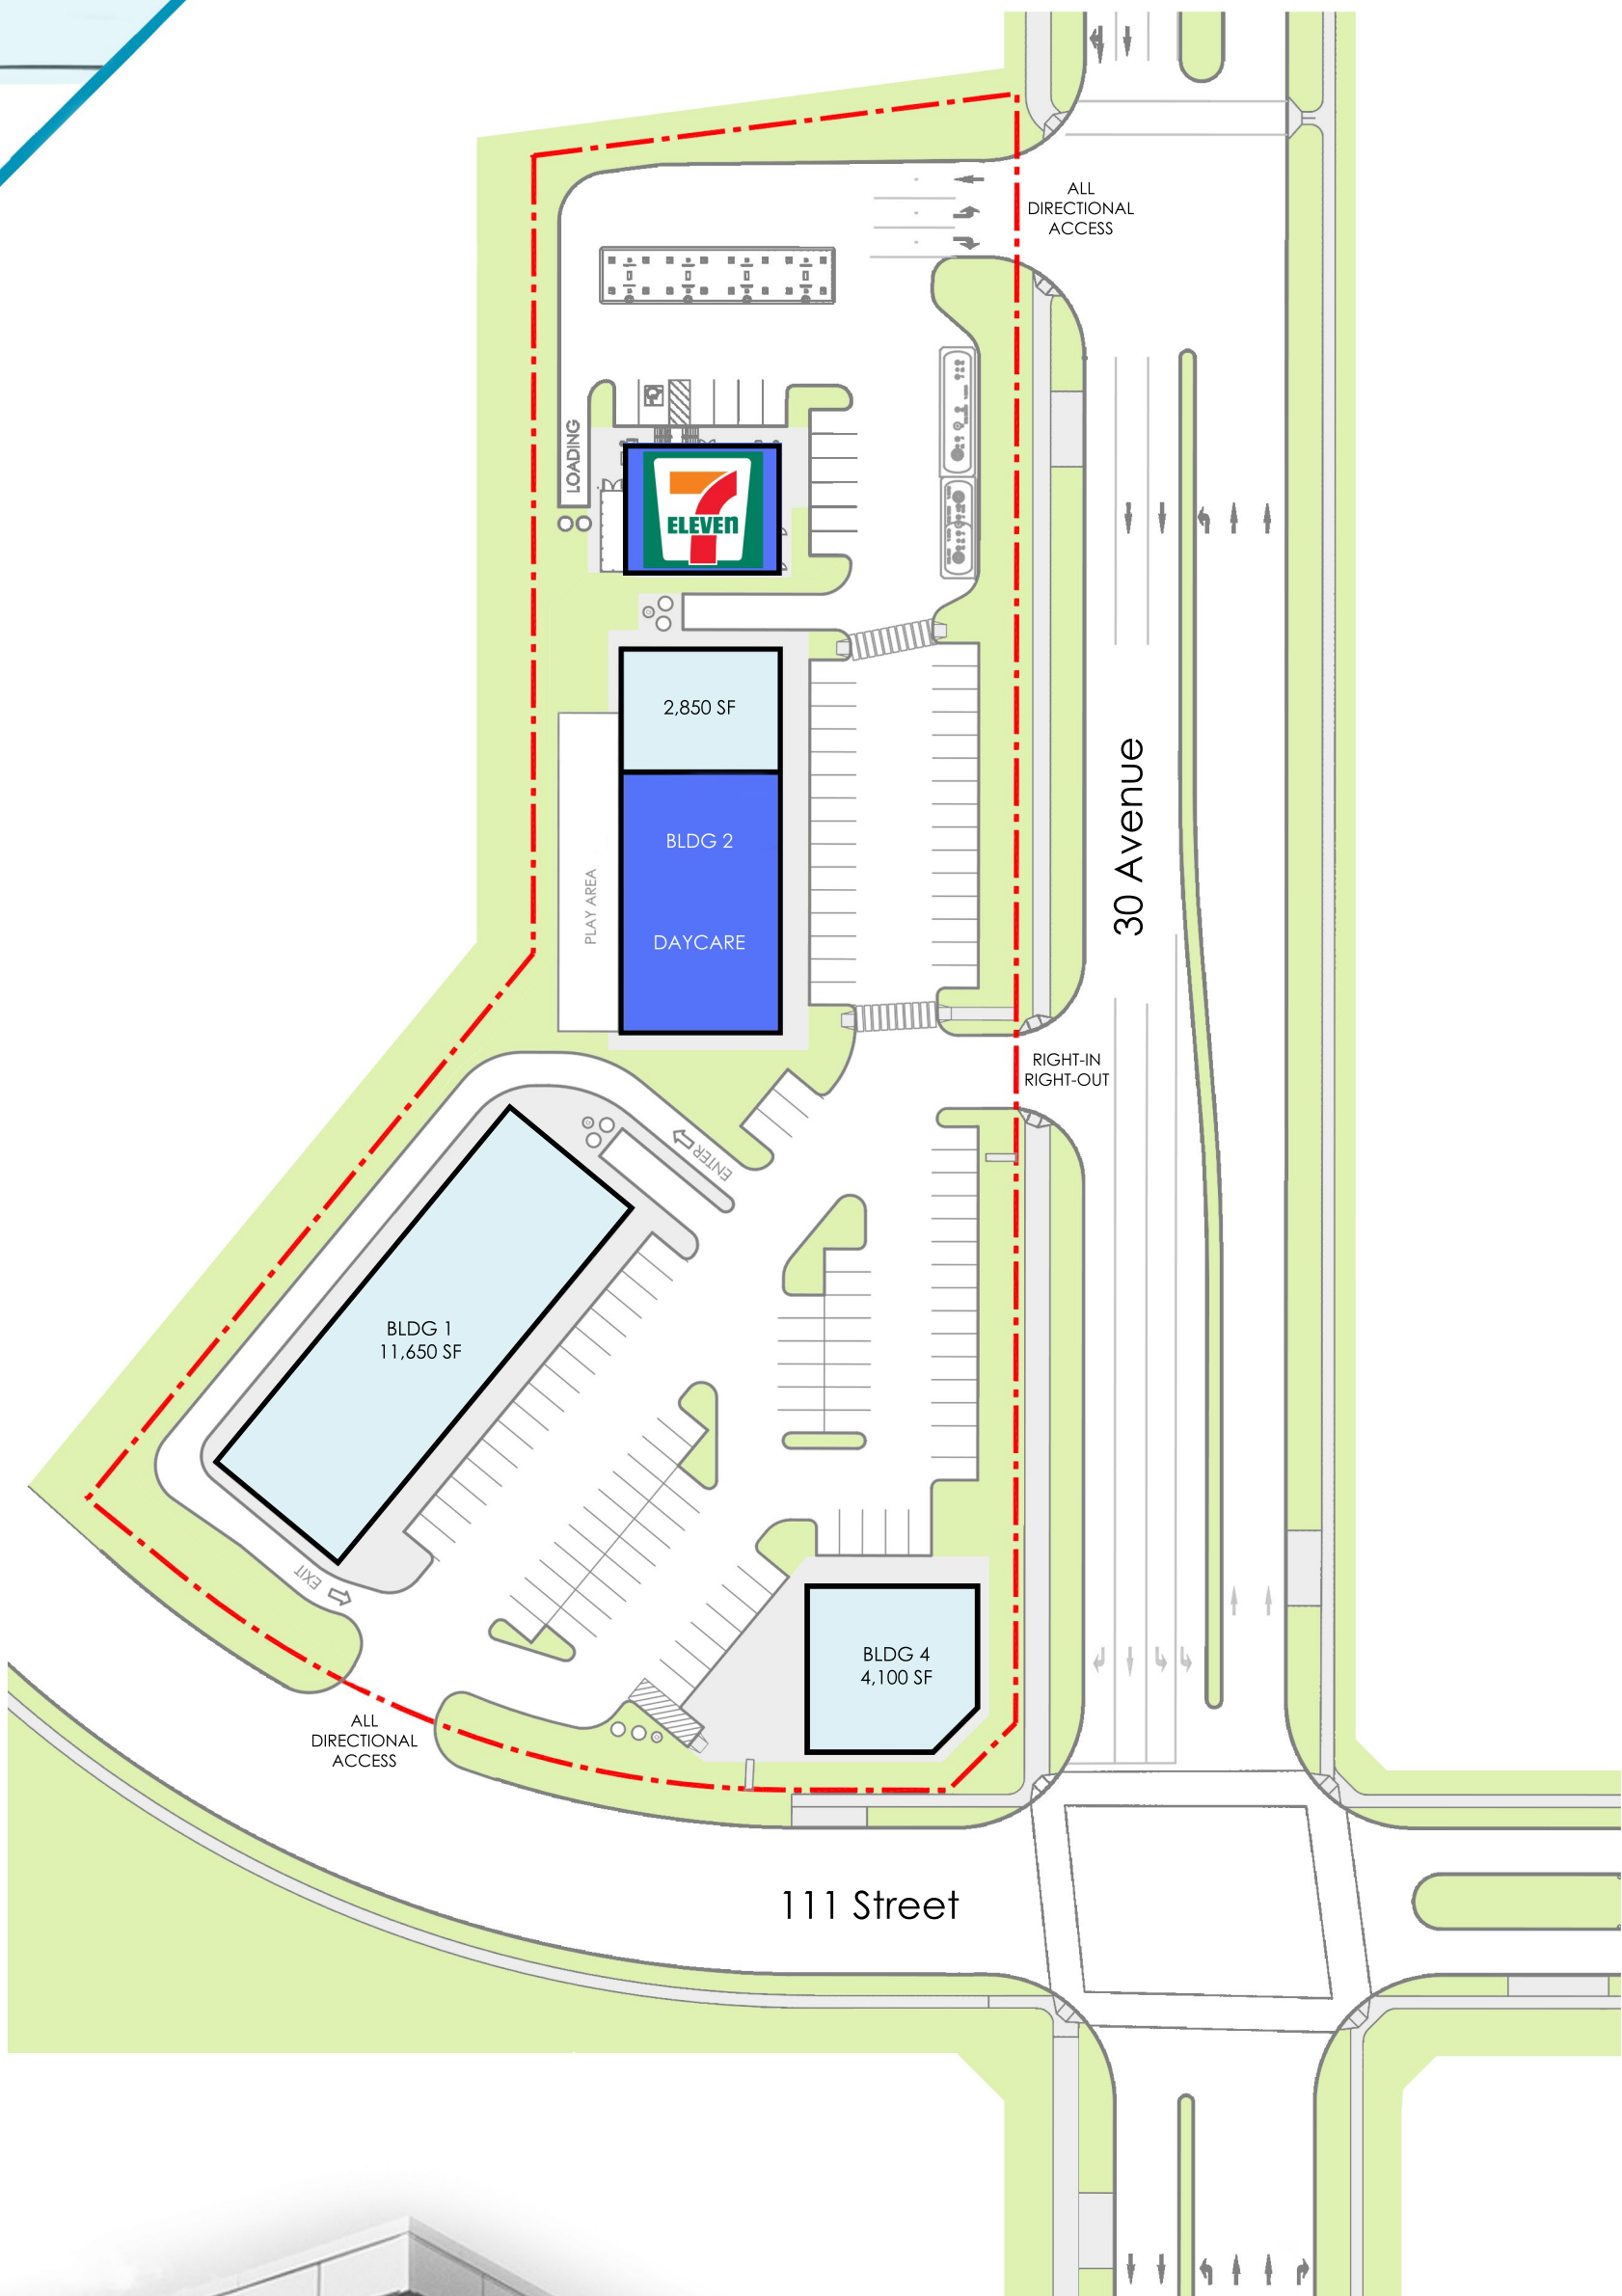 ALL
DIRECTIONAL
ACCESS
LOADING
7
ELEVEn
2,850 SF
30 Avenue
BLDG 2
PLAY AREA
DAYCARE
RIGHT-IN
RIGHT-OUT
ENTER
BLDG 1
11,650 SF
EXIT
BLDG 4
4,100 SF
ALL
DIRECTIONAL
ACCESS
111 Street